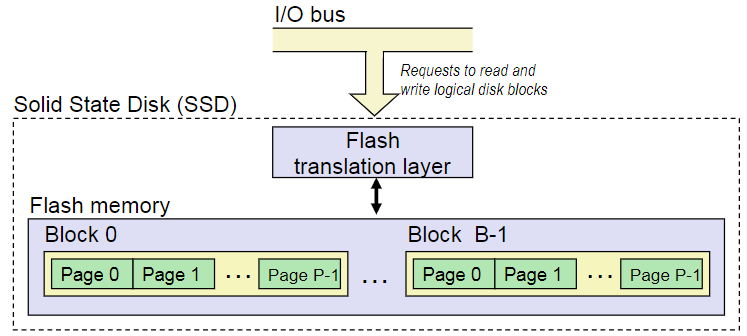 I/O bus
Requests to read and
write logical disk blocks
Solid State Disk (SSD)
Flash
translation layer
Flash memory
Block 0
Block B-1
Page 0 Page 1 ... Page P-1 ... Page 0 Page 1 ... Page P-1